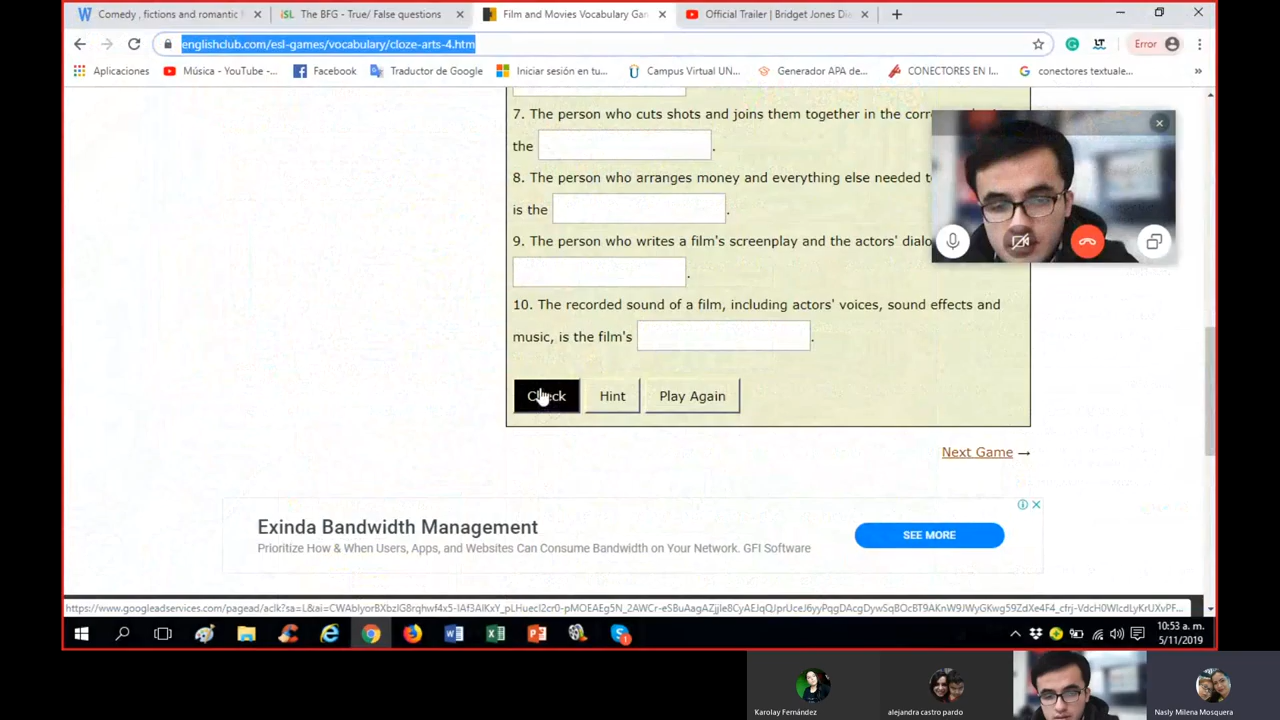 Comedy , fictions and romantic
iSL The BFG - True/ False questions
Film and Movies Vocabulary Gam
Official Trailer | Bridget Jones Dia
englishclub.com/esl-games/vocabulary/cloze-arts-4.htm
Error
Aplicaciones
Música - YouTube -...
Facebook
Traductor de Google
Iniciar sesión en tu...
Campus Virtual UN...
Generador APA de...
CONECTORES EN I...
conectores textuale...
7. The person who cuts shots and joins them together in the
the .
8. The person who arranges money and everything else needed
is the .
9. The person who writes a film's screenplay and the actors'
.
10. The recorded sound of a film, including actors' voices, sound effects and
music, is the film's .
Check
Hint
Play Again
Next Game →
Exinda Bandwidth Management
Prioritize How & When Users, Apps, and Websites Can Consume Bandwidth on Your Network. GFI Software
SEE MORE
10:53 a. m.
5/11/2019
Karolay Fernández
alejandra castro pardo
Nasly Milena Mosquera